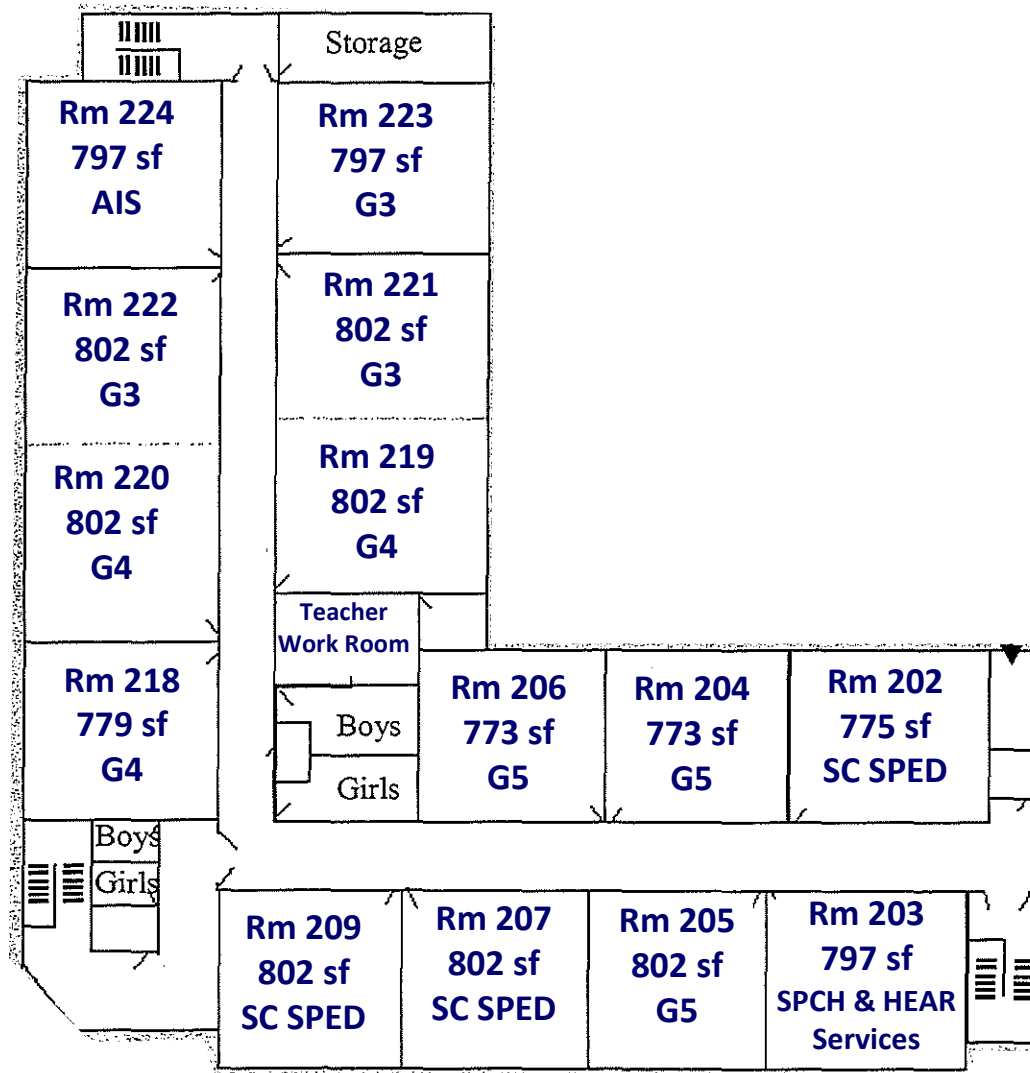 Storage
Rm 224
797 sf
AIS
Rm 223
797 sf
G3
Rm 222
802 sf
G3
Rm 221
802 sf
G3
Rm 220
802 sf
G4
Rm 219
802 sf
G4
Teacher
Work Room
Rm 218
779 sf
G4
Boys
Girls
Rm 206
773 sf
G5
Rm 204
773 sf
G5
Rm 202
775 sf
SC SPED
Boys
Girls
Rm 209
802 sf
SC SPED
Rm 207
802 sf
SC SPED
Rm 205
802 sf
G5
Rm 203
797 sf
SPCH & HEAR
Services